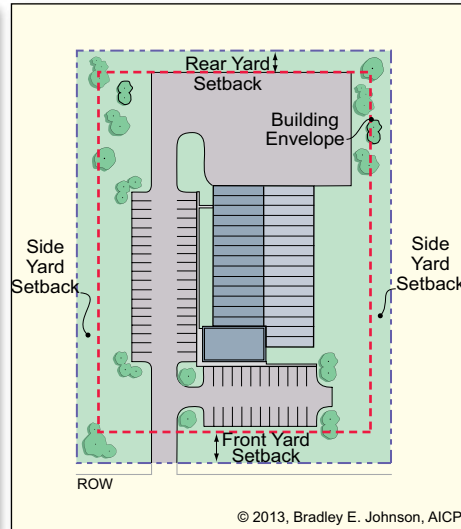 Rear Yard
Setback
Building
Envelope
Side
Yard
Setback
Side
Yard
Setback
Front Yard
Setback
ROW
© 2013, Bradley E. Johnson, AICP